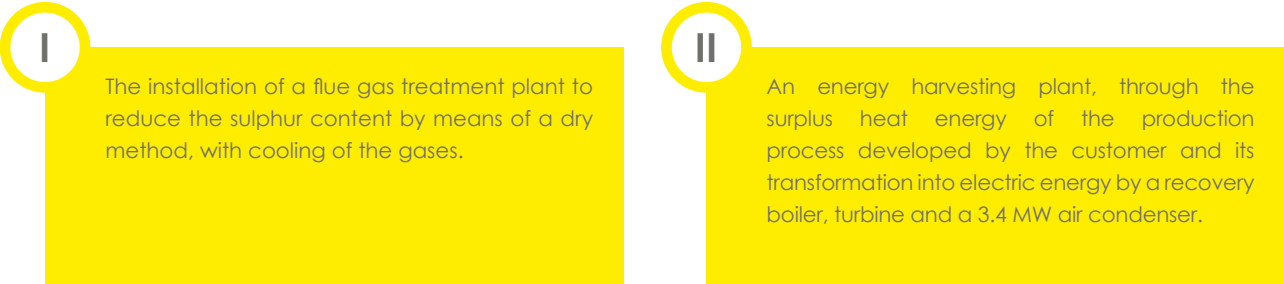 I
The installation of a flue gas treatment plant to
reduce the sulphur content by means of a dry
method, with cooling of the gases.
II
An energy harvesting plant, through the
surplus heat energy of the production
process developed by the customer and its
transformation into electric energy by a recovery
boiler, turbine and a 3.4 MW air condenser.